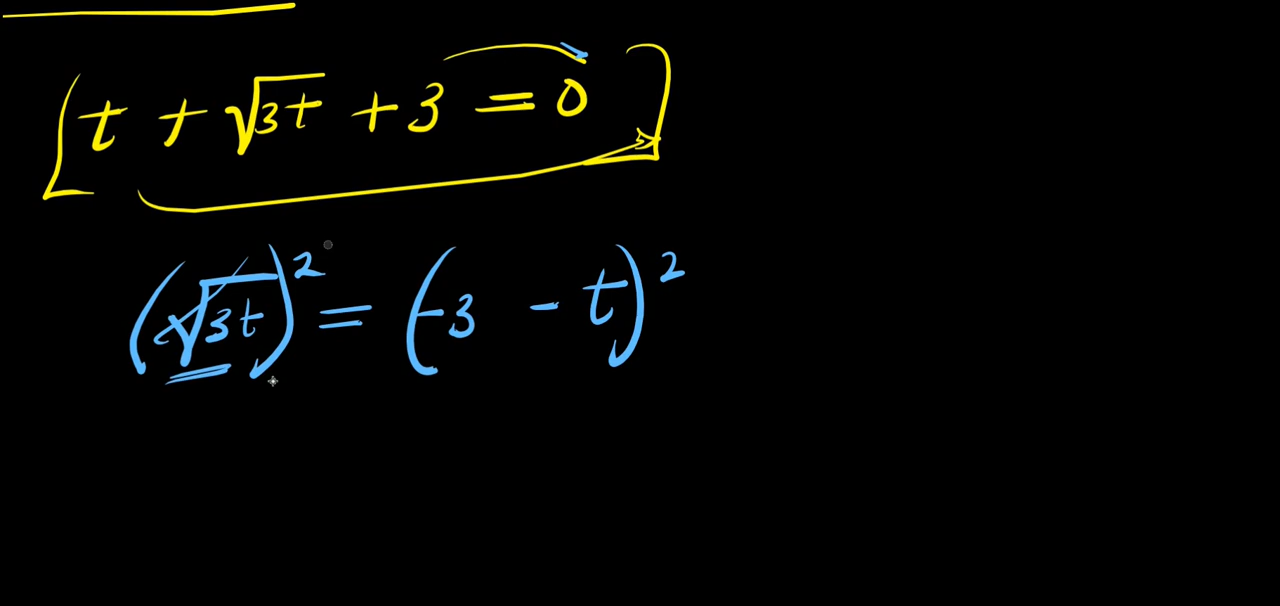 [t + √3t + 3 = 0]
(√3t)² = (-3 - t)²